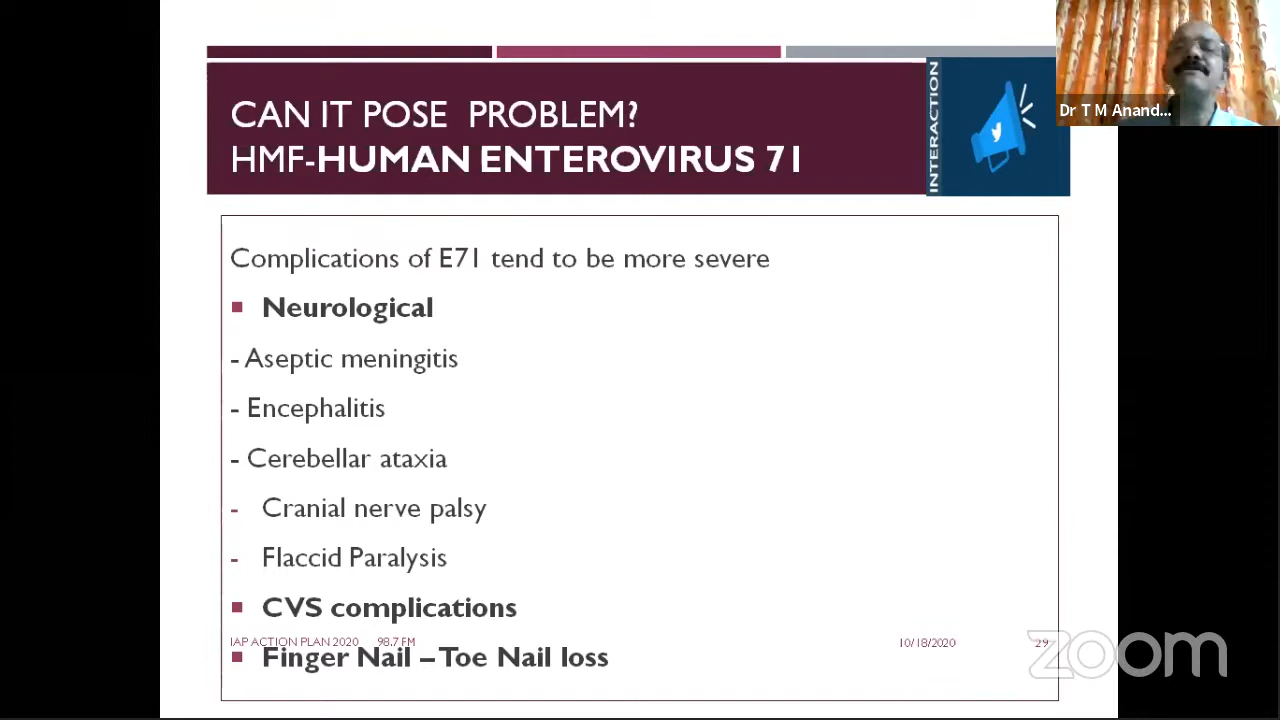 CAN IT POSE PROBLEM?
HMF-HUMAN ENTEROVIRUS 71
INTERACTION
Dr T M Anand...
Complications of E71 tend to be more severe
Neurological
- Aseptic meningitis
- Encephalitis
- Cerebellar ataxia
- Cranial nerve palsy
- Flaccid Paralysis
CVS complications
IAP ACTION PLAN 2020 98.7 FM 10/18/2020 29
Finger Nail – Toe Nail loss
zoom